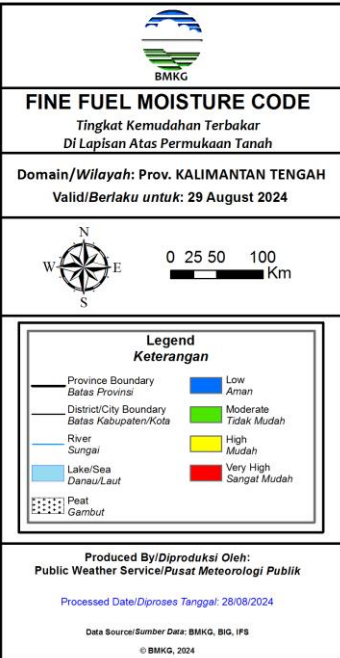 BMKG
FINE FUEL MOISTURE CODE
Tingkat Kemudahan Terbakar
Di Lapisan Atas Permukaan Tanah
Domain/Wilayah: Prov. KALIMANTAN TENGAH
Valid/Berlaku untuk: 29 August 2024
N
W E
S
0 25 50 100
Km
Legend
Keterangan
Province Boundary
Batas Provinsi
District/City Boundary
Batas Kabupaten/Kota
River
Sungai
Lake/Sea
Danau/Laut
Peat
Gambut
Low
Aman
Moderate
Tidak Mudah
High
Mudah
Very High
Sangat Mudah
Produced By/Diproduksi Oleh:
Public Weather Service/Pusat Meteorologi Publik
Processed Date/Diproses Tanggal: 28/08/2024
Data Source/Sumber Data: BMKG, BIG, IFS
© BMKG, 2024